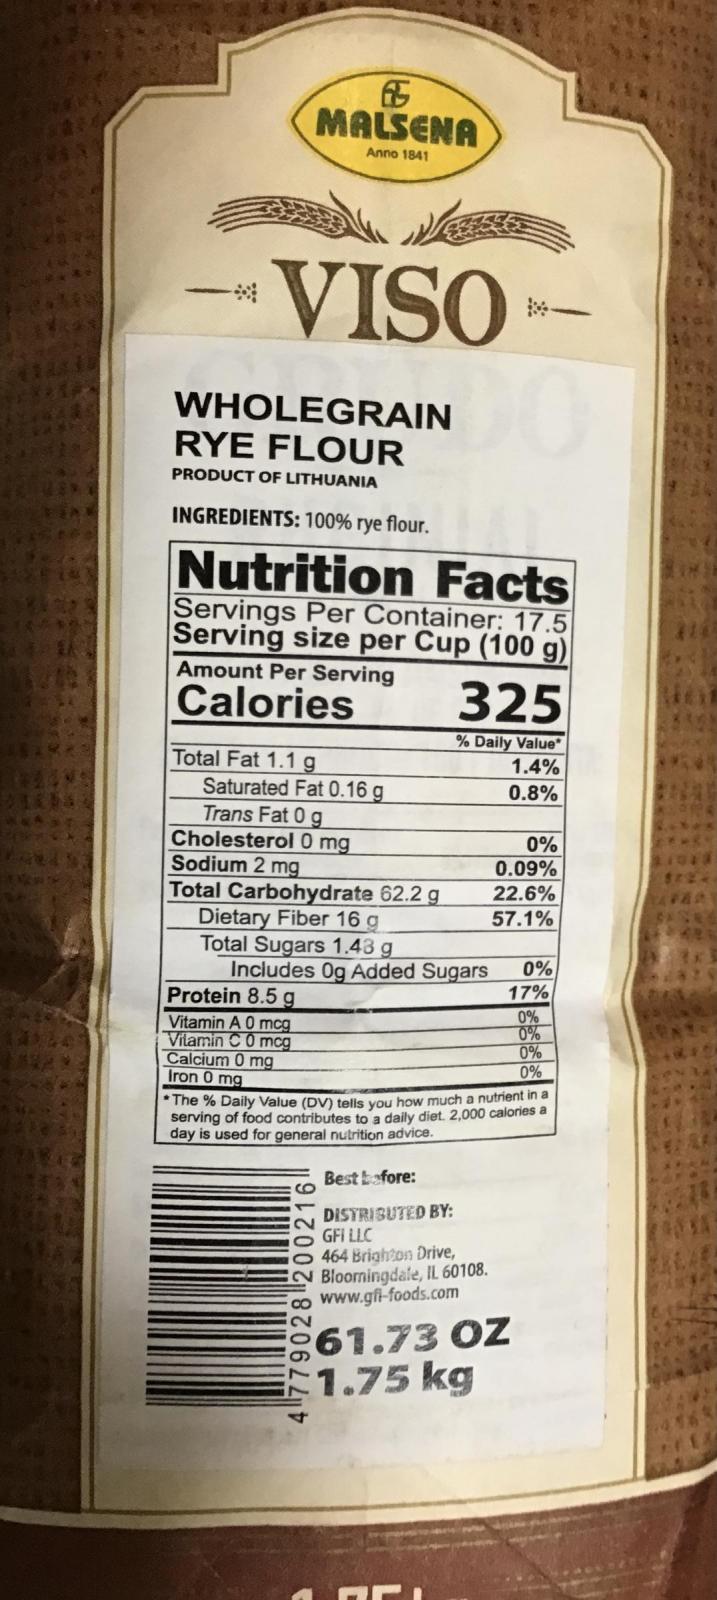 MALSENA
Anno 1841
VISO
WHOLEGRAIN
RYE FLOUR
PRODUCT OF LITHUANIA
INGREDIENTS: 100% rye flour.
Nutrition Facts
Servings Per Container: 17.5
Serving size per Cup (100 g)
Amount Per Serving
Calories 325
% Daily Value*
Total Fat 1.1 g 1.4%
Saturated Fat 0.16 g 0.8%
Trans Fat 0 g
Cholesterol 0 mg 0%
Sodium 2 mg 0.09%
Total Carbohydrate 62.2 g 22.6%
Dietary Fiber 16 g 57.1%
Total Sugars 1.43 g
Includes 0g Added Sugars 0%
Protein 8.5 g 17%
Vitamin A 0 mcg 0%
Vitamin C 0 mcg 0%
Calcium 0 mg 0%
Iron 0 mg 0%
*The % Daily Value (DV) tells you how much a nutrient in a
serving of food contributes to a daily diet. 2,000 calories a
day is used for general nutrition advice.
Best before:
DISTRIBUTED BY:
GFI LLC
464 Brighton Drive,
Bloomingdale, IL 60108.
www.gfi-foods.com
61.73 OZ
1.75 kg
4 779028 200216